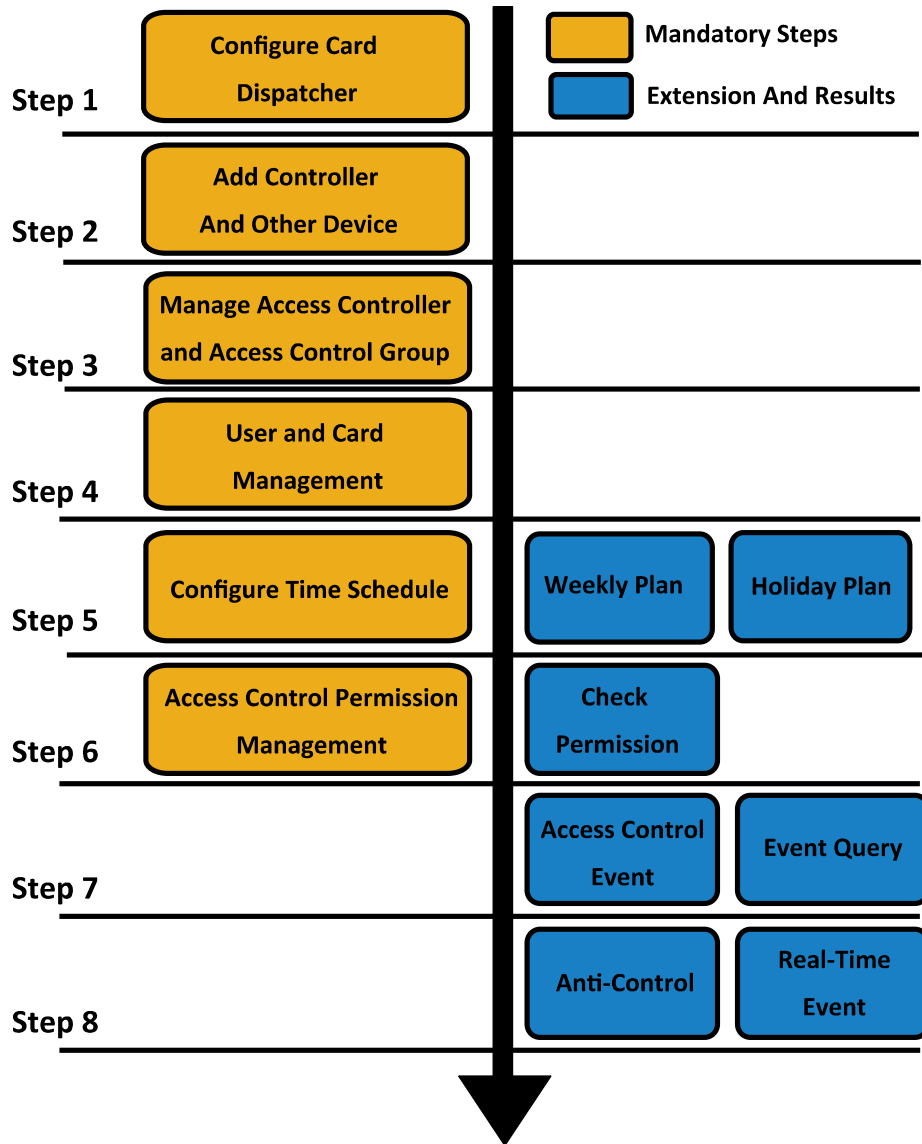 Configure Card
Dispatcher
Step 1
Mandatory Steps
Extension And Results
Add Controller
And Other Device
Step 2
Manage Access Controller
and Access Control Group
Step 3
User and Card
Management
Step 4
Configure Time Schedule
Step 5
Weekly Plan
Holiday Plan
Access Control Permission
Management
Step 6
Check
Permission
Step 7
Access Control
Event
Event Query
Step 8
Anti-Control
Real-Time
Event